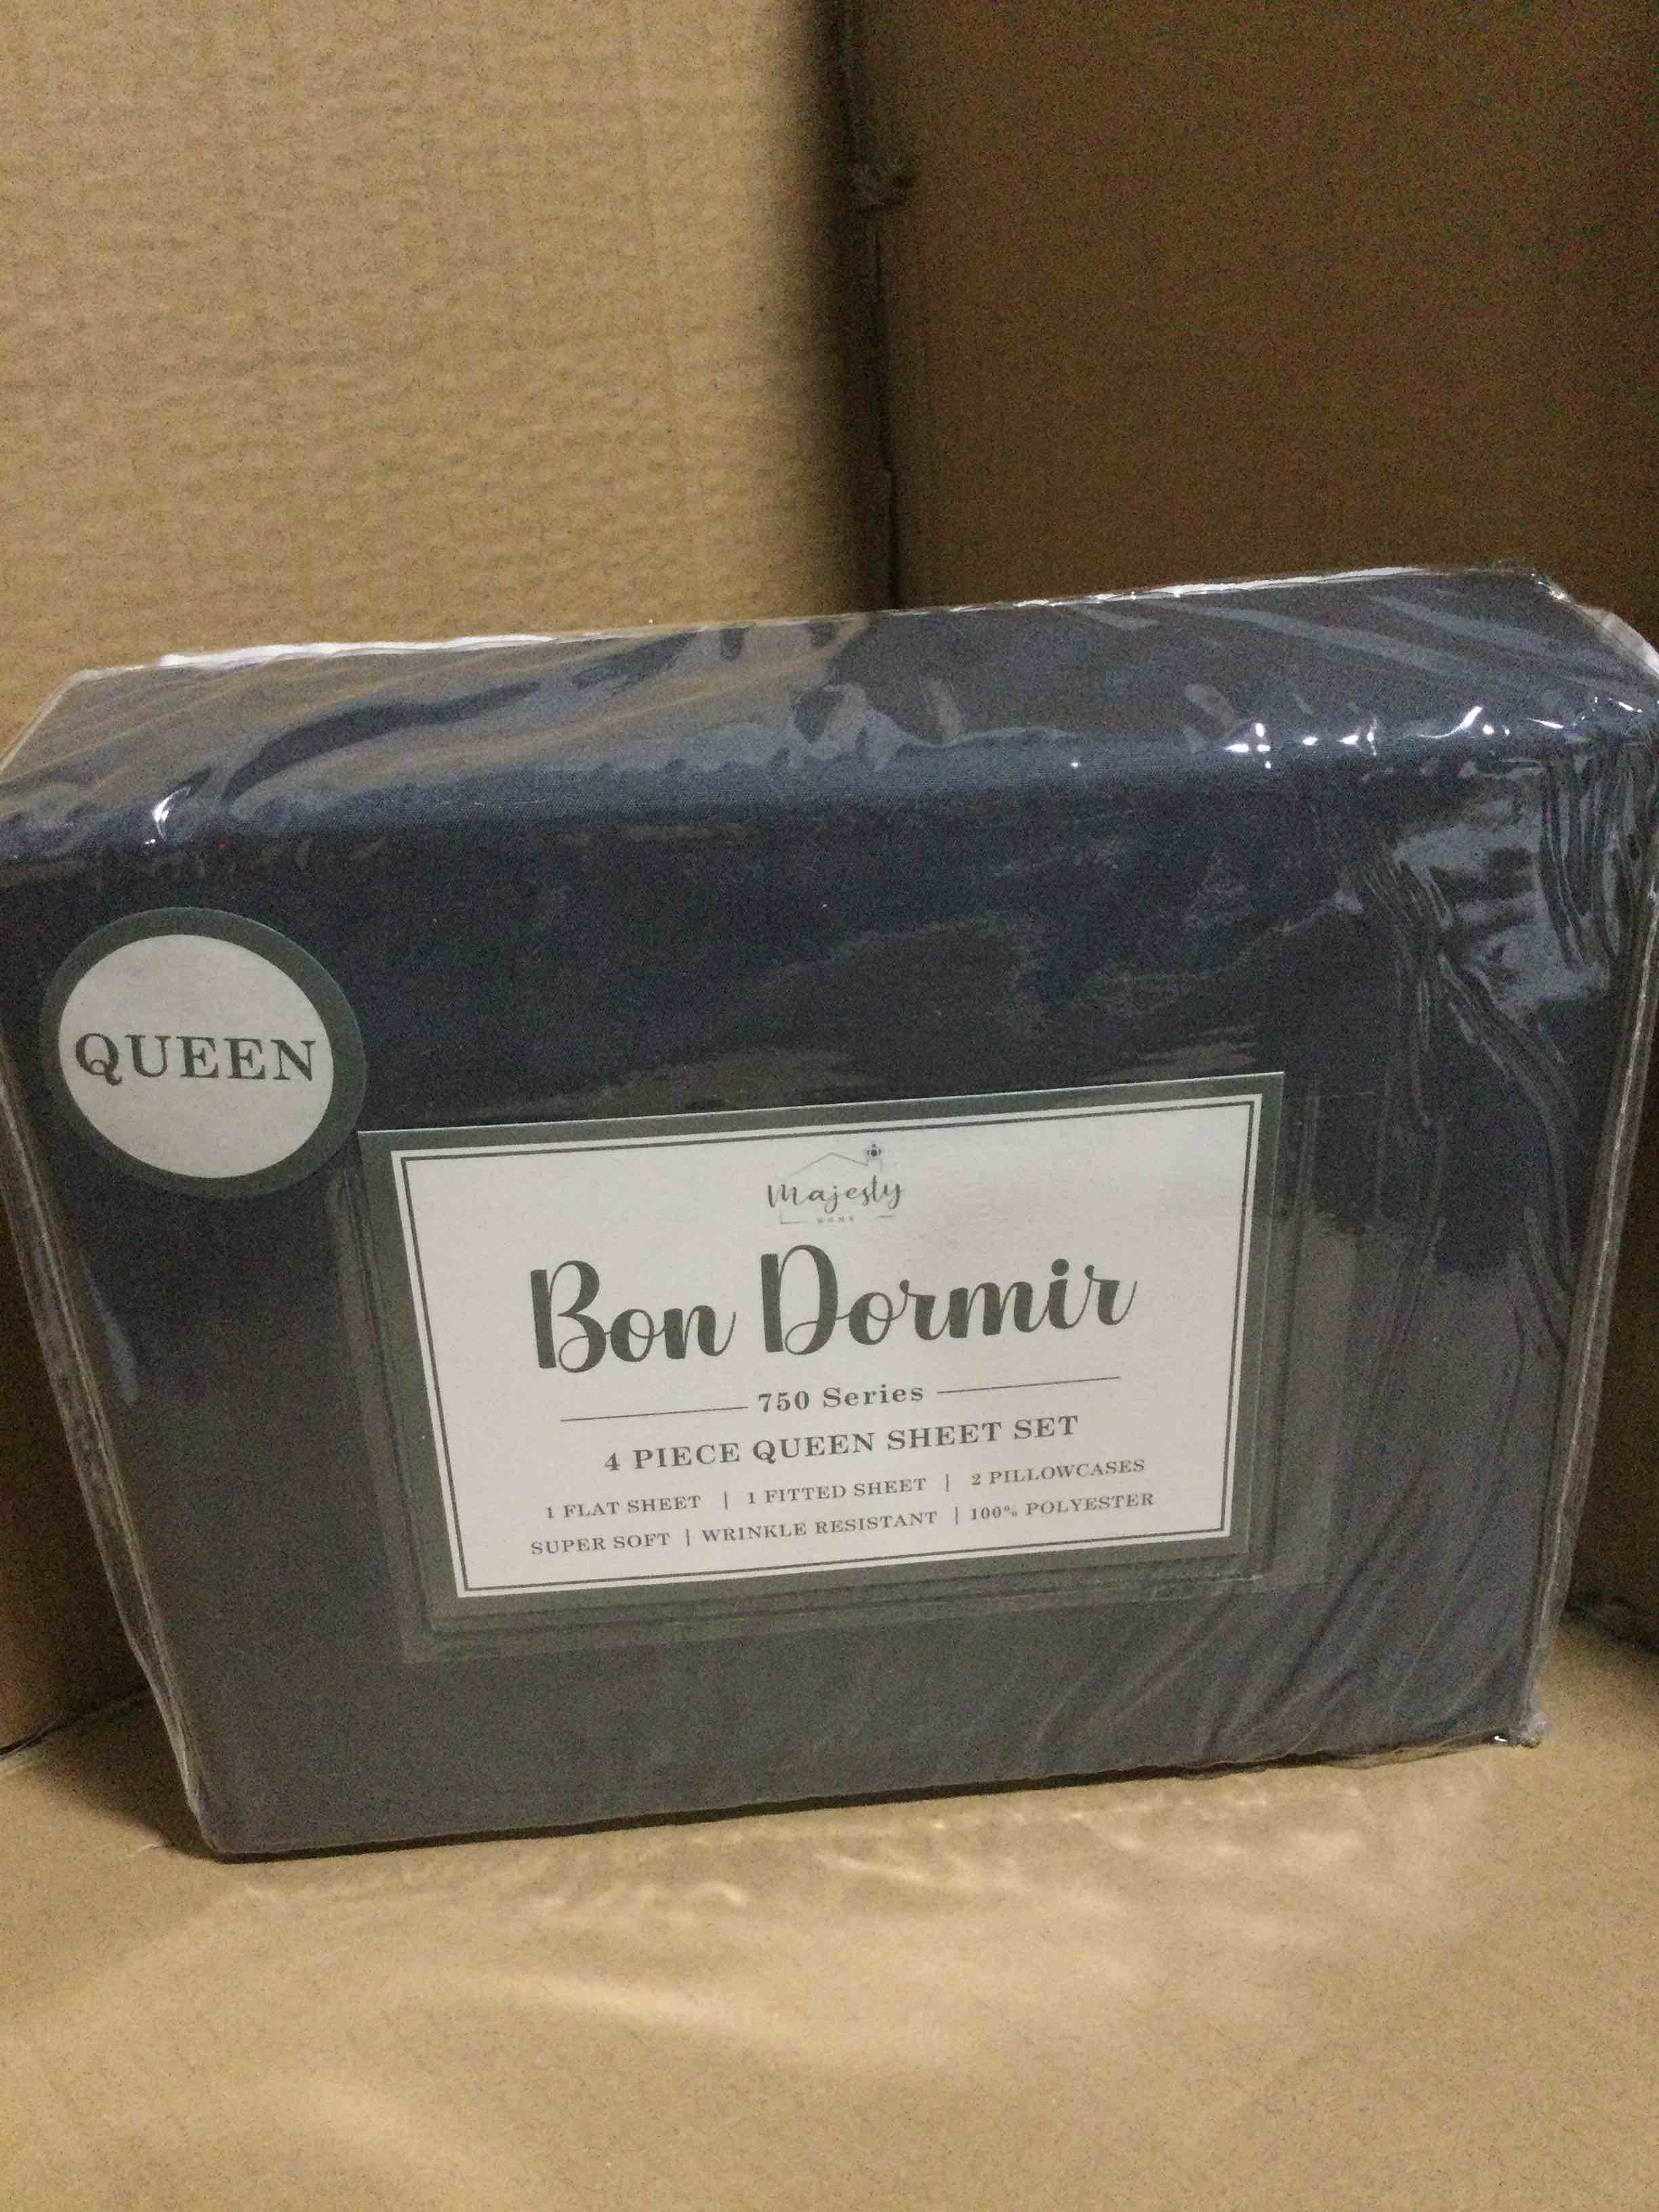 QUEEN
Majesty
HOME
Bon Dormir
750 Series
4 PIECE QUEEN SHEET SET
1 FLAT SHEET | 1 FITTED SHEET | 2 PILLOWCASES
SUPER SOFT | WRINKLE RESISTANT | 100% POLYESTER